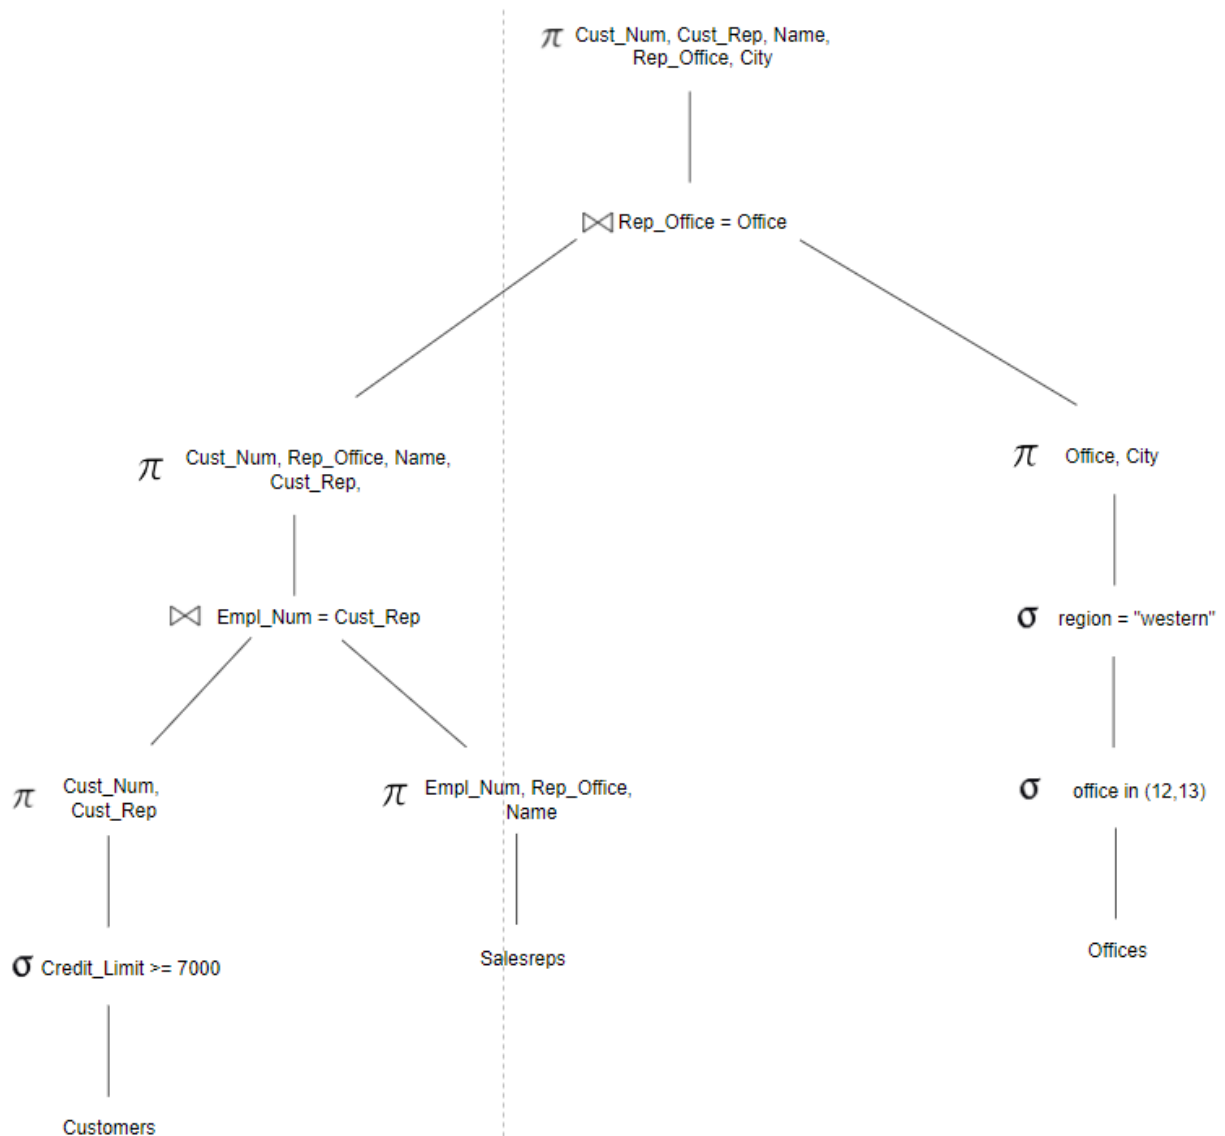 π Cust_Num, Cust_Rep, Name,
Rep_Office, City
⋈ Rep_Office = Office
π Cust_Num, Rep_Office, Name,
Cust_Rep,
π Office, City
⋈ Empl_Num = Cust_Rep
σ region = "western"
π Cust_Num,
Cust_Rep
π Empl_Num, Rep_Office,
Name
σ office in (12,13)
σ Credit_Limit >= 7000
Salesreps
Offices
Customers